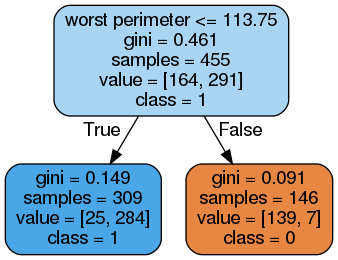 worst perimeter <= 113.75
gini = 0.461
samples = 455
value = [164, 291]
class = 1
True
False
gini = 0.149
samples = 309
value = [25, 284]
class = 1
gini = 0.091
samples = 146
value = [139, 7]
class = 0